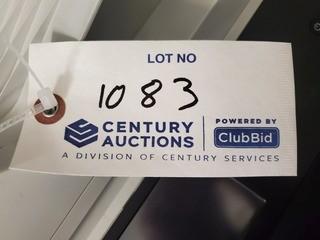 LOT NO
1083
CENTURY AUCTIONS
POWERED BY ClubBid
A DIVISION OF CENTURY SERVICES